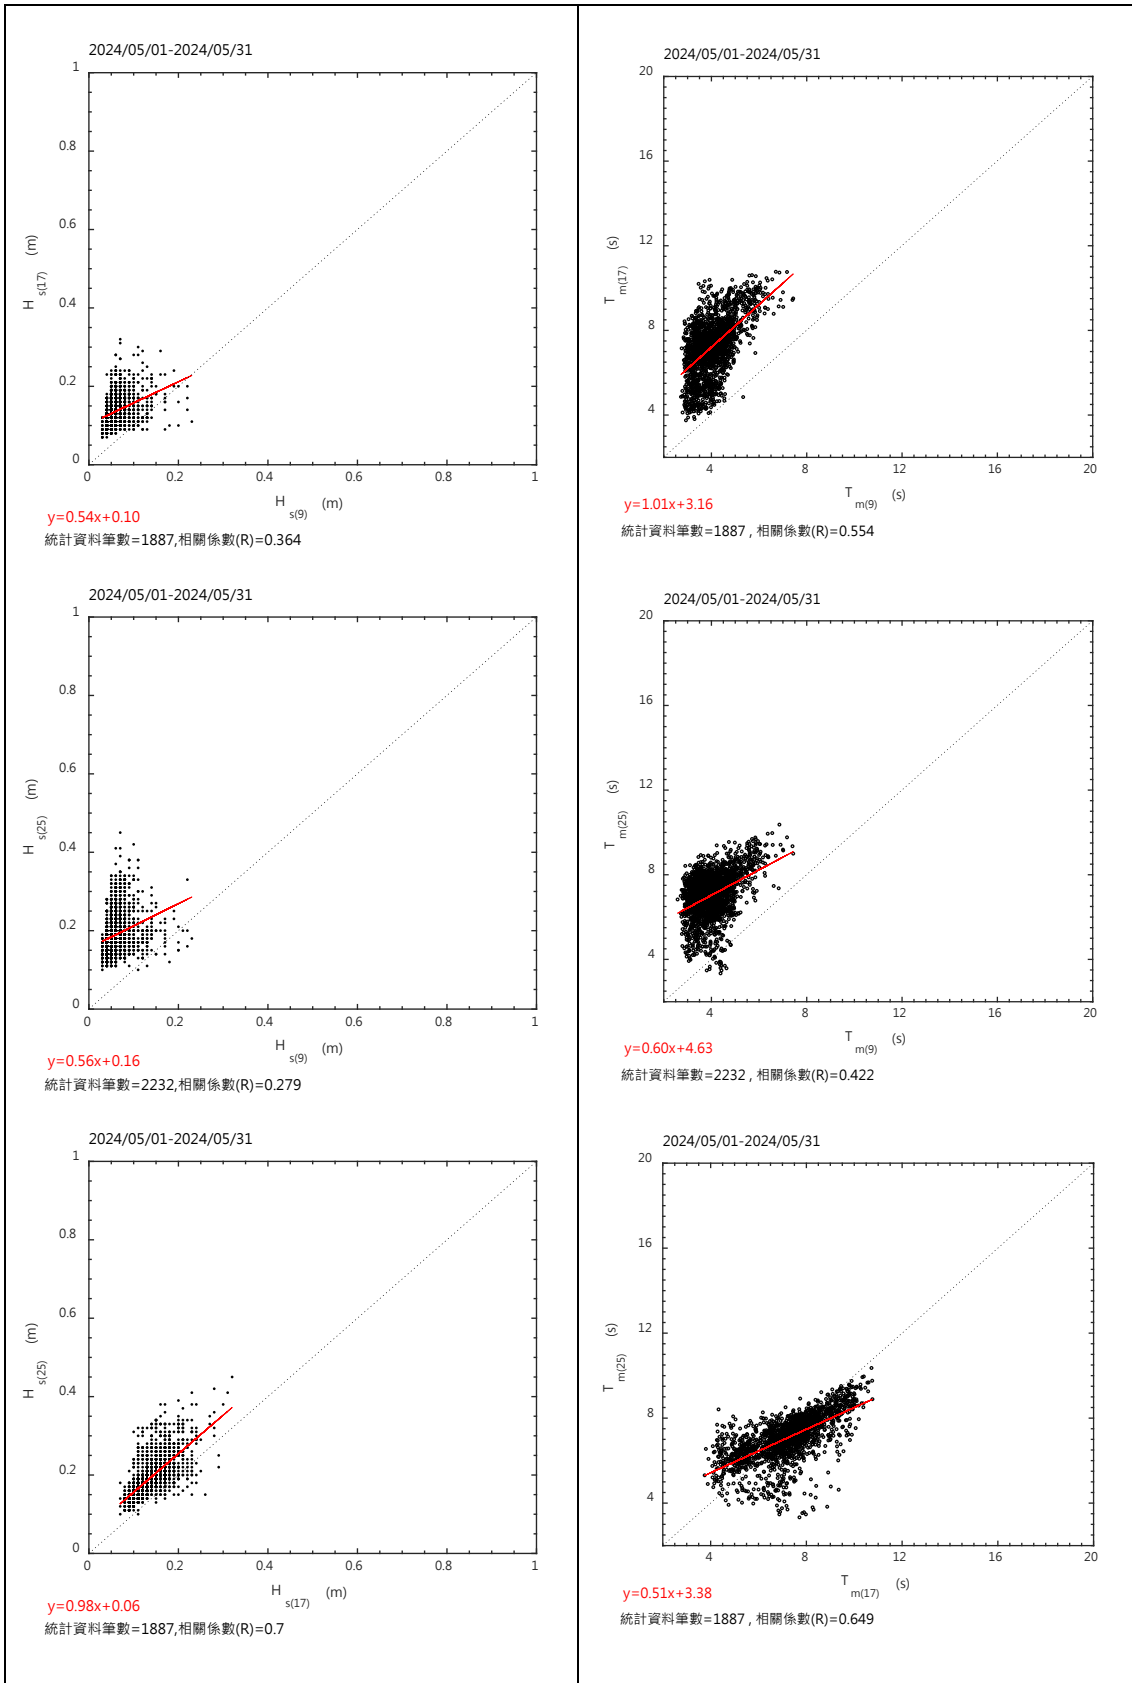 2024/05/01-2024/05/31
1
0.8
0.6
0.4
0.2
0
H s(17) (m)
0 0.2 0.4 0.6 0.8 1
H s(9) (m)
y=0.54x+0.10
統計資料筆數=1887,相關係數(R)=0.364
2024/05/01-2024/05/31
20
16
12
8
4
T m(17) (s)
4 8 12 16 20
T m(9) (s)
y=1.01x+3.16
統計資料筆數=1887 , 相關係數(R)=0.554
2024/05/01-2024/05/31
1
0.8
0.6
0.4
0.2
0
H s(25) (m)
0 0.2 0.4 0.6 0.8 1
H s(9) (m)
y=0.56x+0.16
統計資料筆數=2232,相關係數(R)=0.279
2024/05/01-2024/05/31
20
16
12
8
4
T m(25) (s)
4 8 12 16 20
T m(9) (s)
y=0.60x+4.63
統計資料筆數=2232 , 相關係數(R)=0.422
2024/05/01-2024/05/31
1
0.8
0.6
0.4
0.2
0
H s(25) (m)
0 0.2 0.4 0.6 0.8 1
H s(17) (m)
y=0.98x+0.06
統計資料筆數=1887,相關係數(R)=0.7
2024/05/01-2024/05/31
20
16
12
8
4
T m(25) (s)
4 8 12 16 20
T m(17) (s)
y=0.51x+3.38
統計資料筆數=1887 , 相關係數(R)=0.649